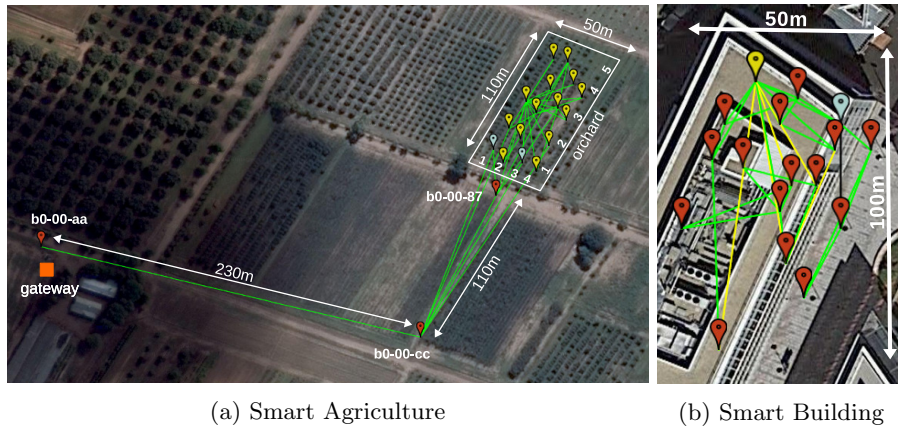 50m
110m
5
4
3
2
1
orchard
1 2 3 4
b0-00-87
b0-00-aa
230m
gateway
110m
b0-00-cc
(a) Smart Agriculture
50m
100m
(b) Smart Building